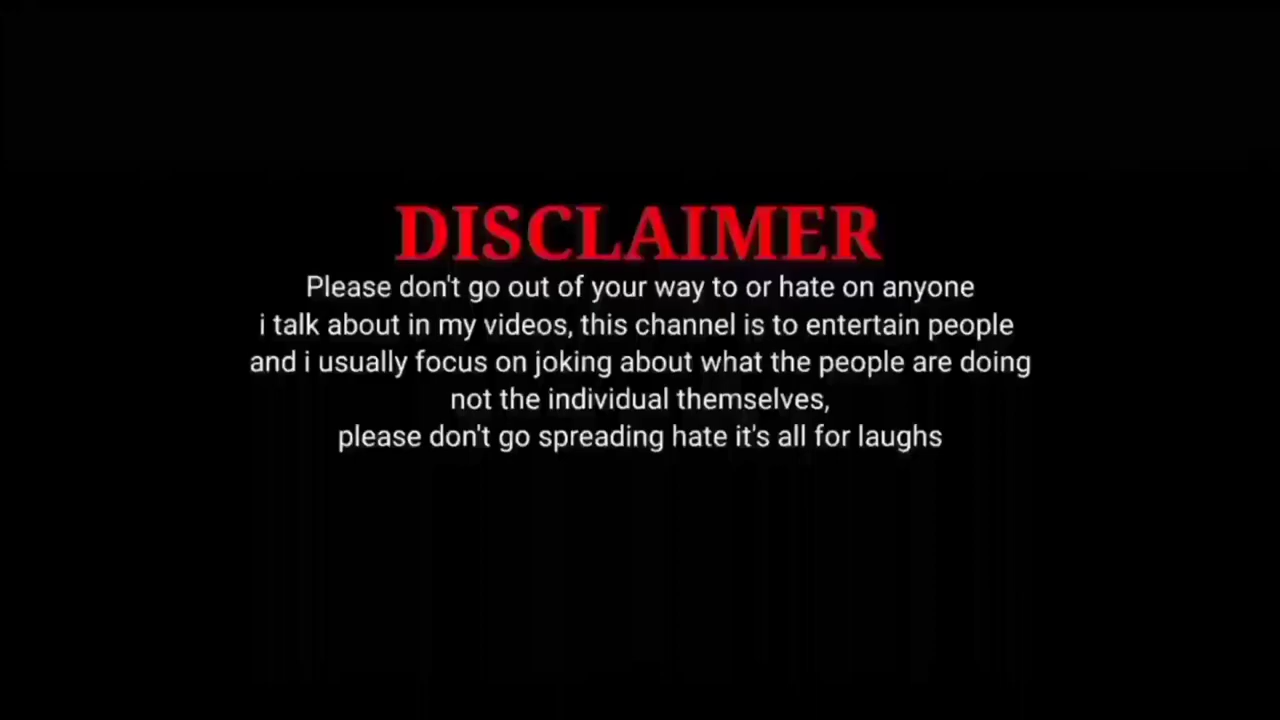 DISCLAIMER
Please don't go out of your way to or hate on anyone
i talk about in my videos, this channel is to entertain people
and i usually focus on joking about what the people are doing
not the individual themselves,
please don't go spreading hate it's all for laughs